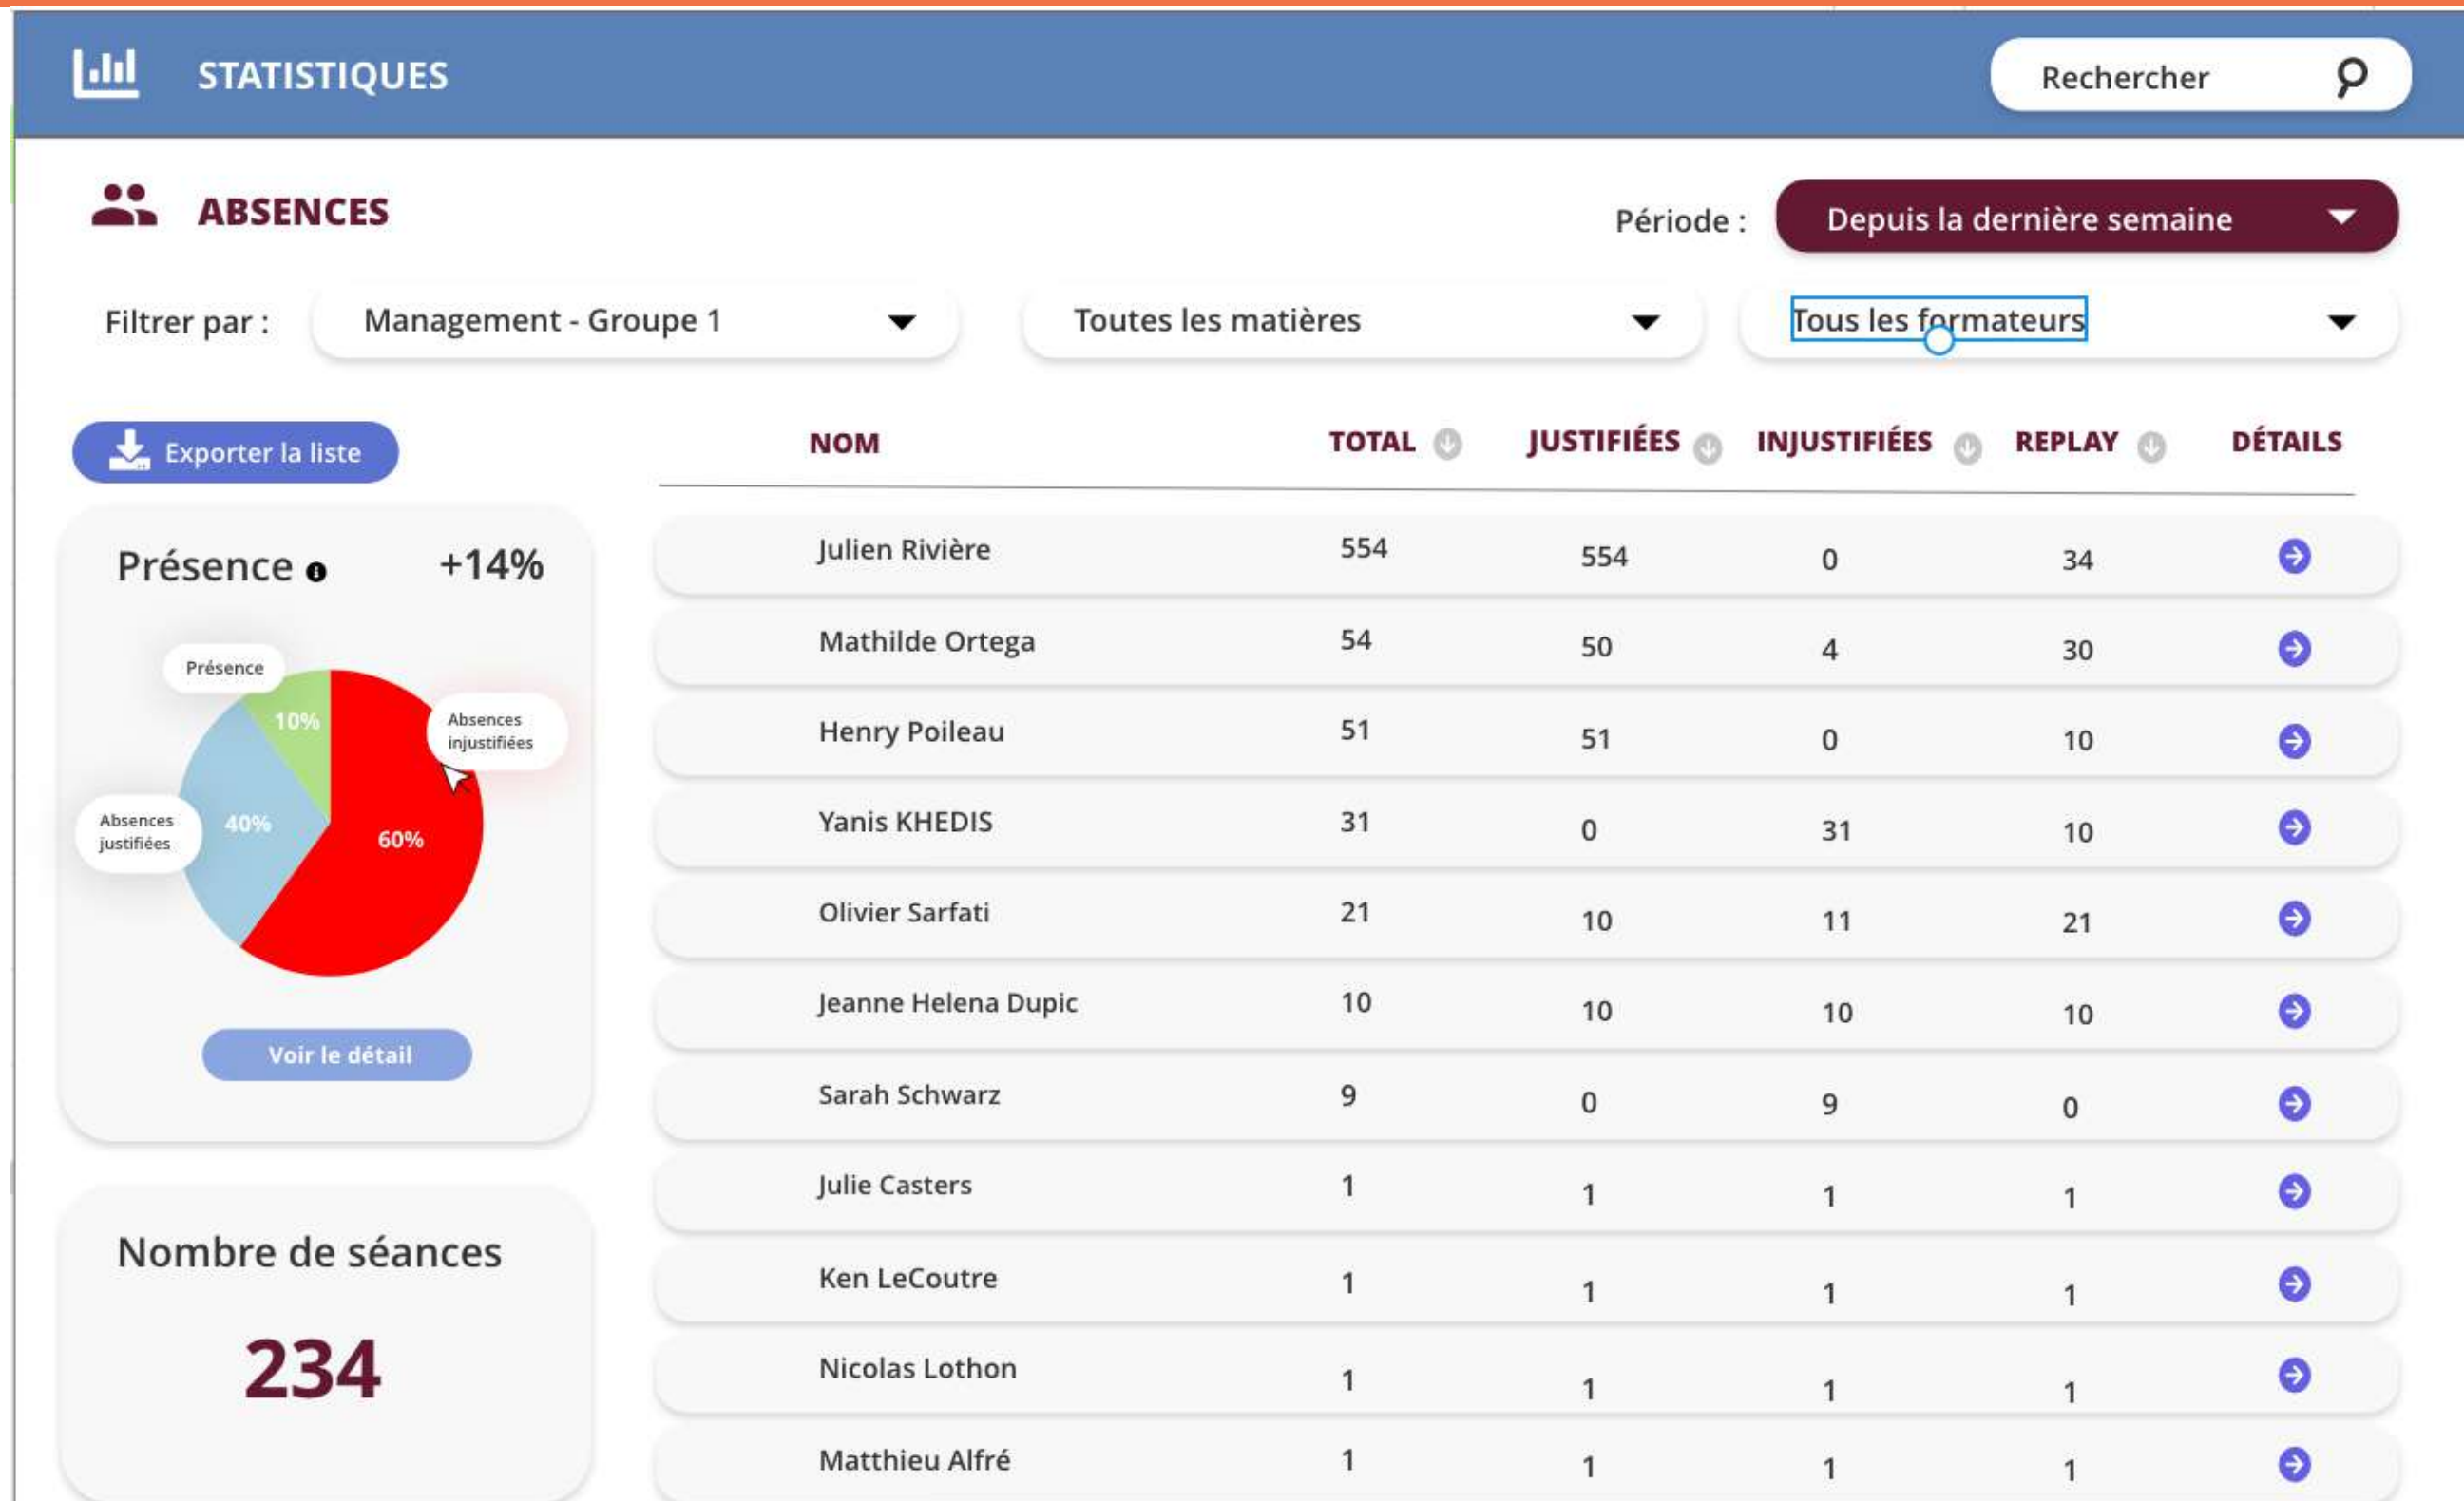 STATISTIQUES
Rechercher
ABSENCES
Période :
Depuis la dernière semaine
Filtrer par :
Management - Groupe 1
Toutes les matières
Tous les formateurs
Exporter la liste
NOM TOTAL JUSTIFIÉES INJUSTIFIÉES REPLAY DÉTAILS
Présence +14%
Présence
10%
Absences
injustifiées
Absences
justifiées
40%
60%
Voir le détail
Nombre de séances
234
Julien Rivière 554 554 0 34
Mathilde Ortega 54 50 4 30
Henry Poileau 51 51 0 10
Yanis KHEDIS 31 0 31 10
Olivier Sarfati 21 10 11 21
Jeanne Helena Dupic 10 10 10 10
Sarah Schwarz 9 0 9 0
Julie Casters 1 1 1 1
Ken LeCoutre 1 1 1 1
Nicolas Lothon 1 1 1 1
Matthieu Alfré 1 1 1 1